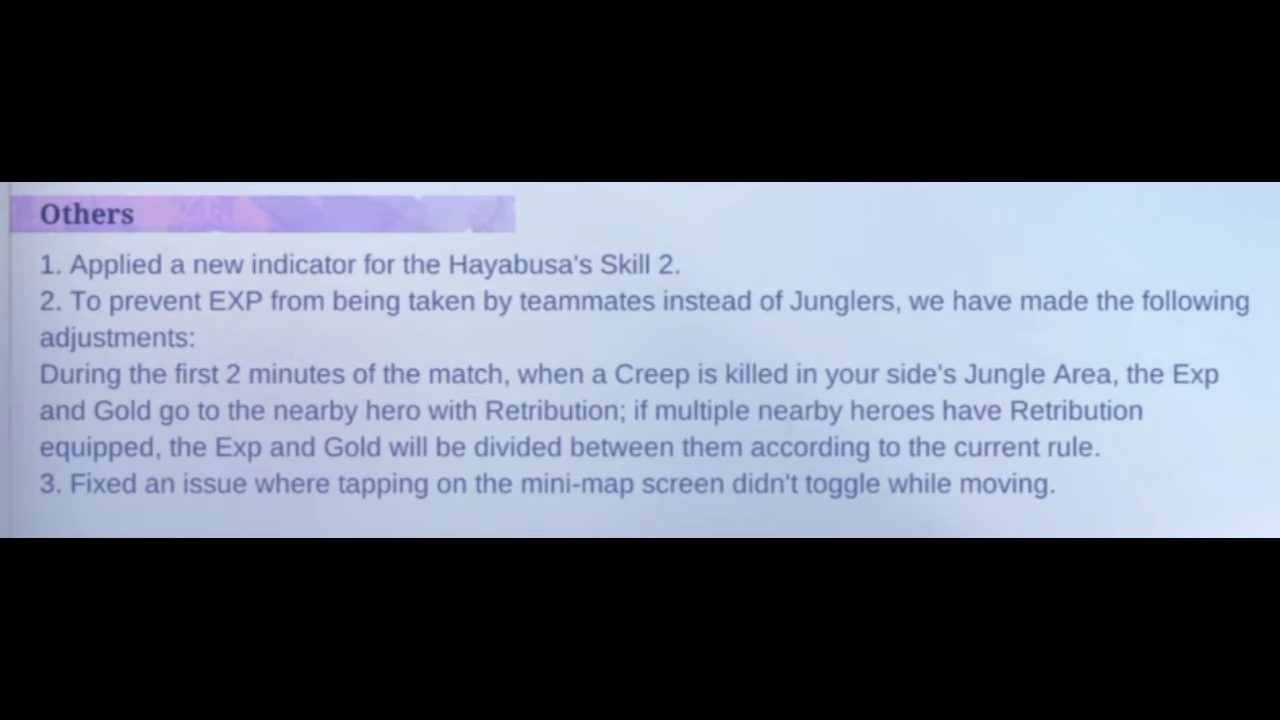 Others
1. Applied a new indicator for the Hayabusa's Skill 2.
2. To prevent EXP from being taken by teammates instead of Junglers, we have made the following
adjustments:
During the first 2 minutes of the match, when a Creep is killed in your side's Jungle Area, the Exp
and Gold go to the nearby hero with Retribution; if multiple nearby heroes have Retribution
equipped, the Exp and Gold will be divided between them according to the current rule.
3. Fixed an issue where tapping on the mini-map screen didn't toggle while moving.